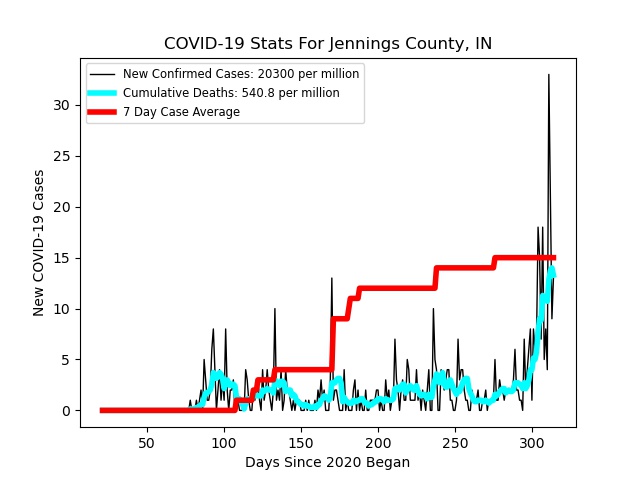 COVID-19 Stats For Jennings County, IN
New Confirmed Cases: 20300 per million
Cumulative Deaths: 540.8 per million
7 Day Case Average
New COVID-19 Cases
30
25
20
15
10
5
0
50 100 150 200 250 300
Days Since 2020 Began